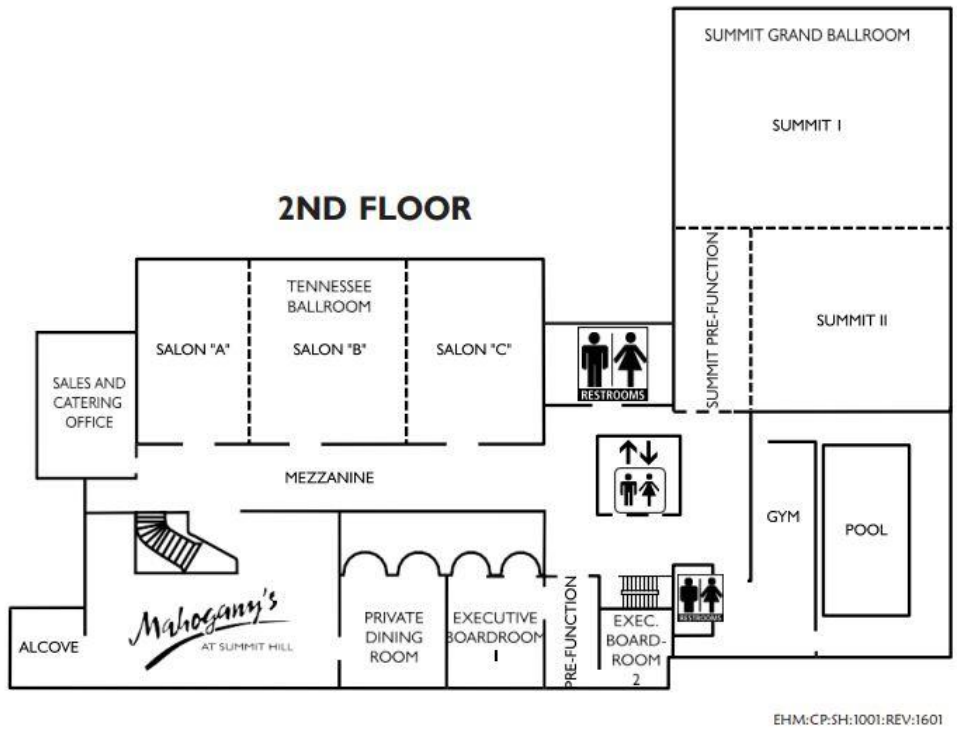 SUMMIT GRAND BALLROOM
SUMMIT I
2ND FLOOR
SUMMIT PRE-FUNCTION
TENNESSEE
BALLROOM
SUMMIT II
SALON "A"
SALON "B"
SALON "C"
SALES AND
CATERING
OFFICE
RESTROOMS
MEZZANINE
GYM
POOL
Mahogany's
AT SUMMIT HILL
ALCOVE
PRIVATE
DINING
ROOM
EXECUTIVE
BOARDROOM
1
PRE-FUNCTION
EXEC.
BOARD-
ROOM
2
RESTROOMS
EHM:CP:SH:1001:REV:1601